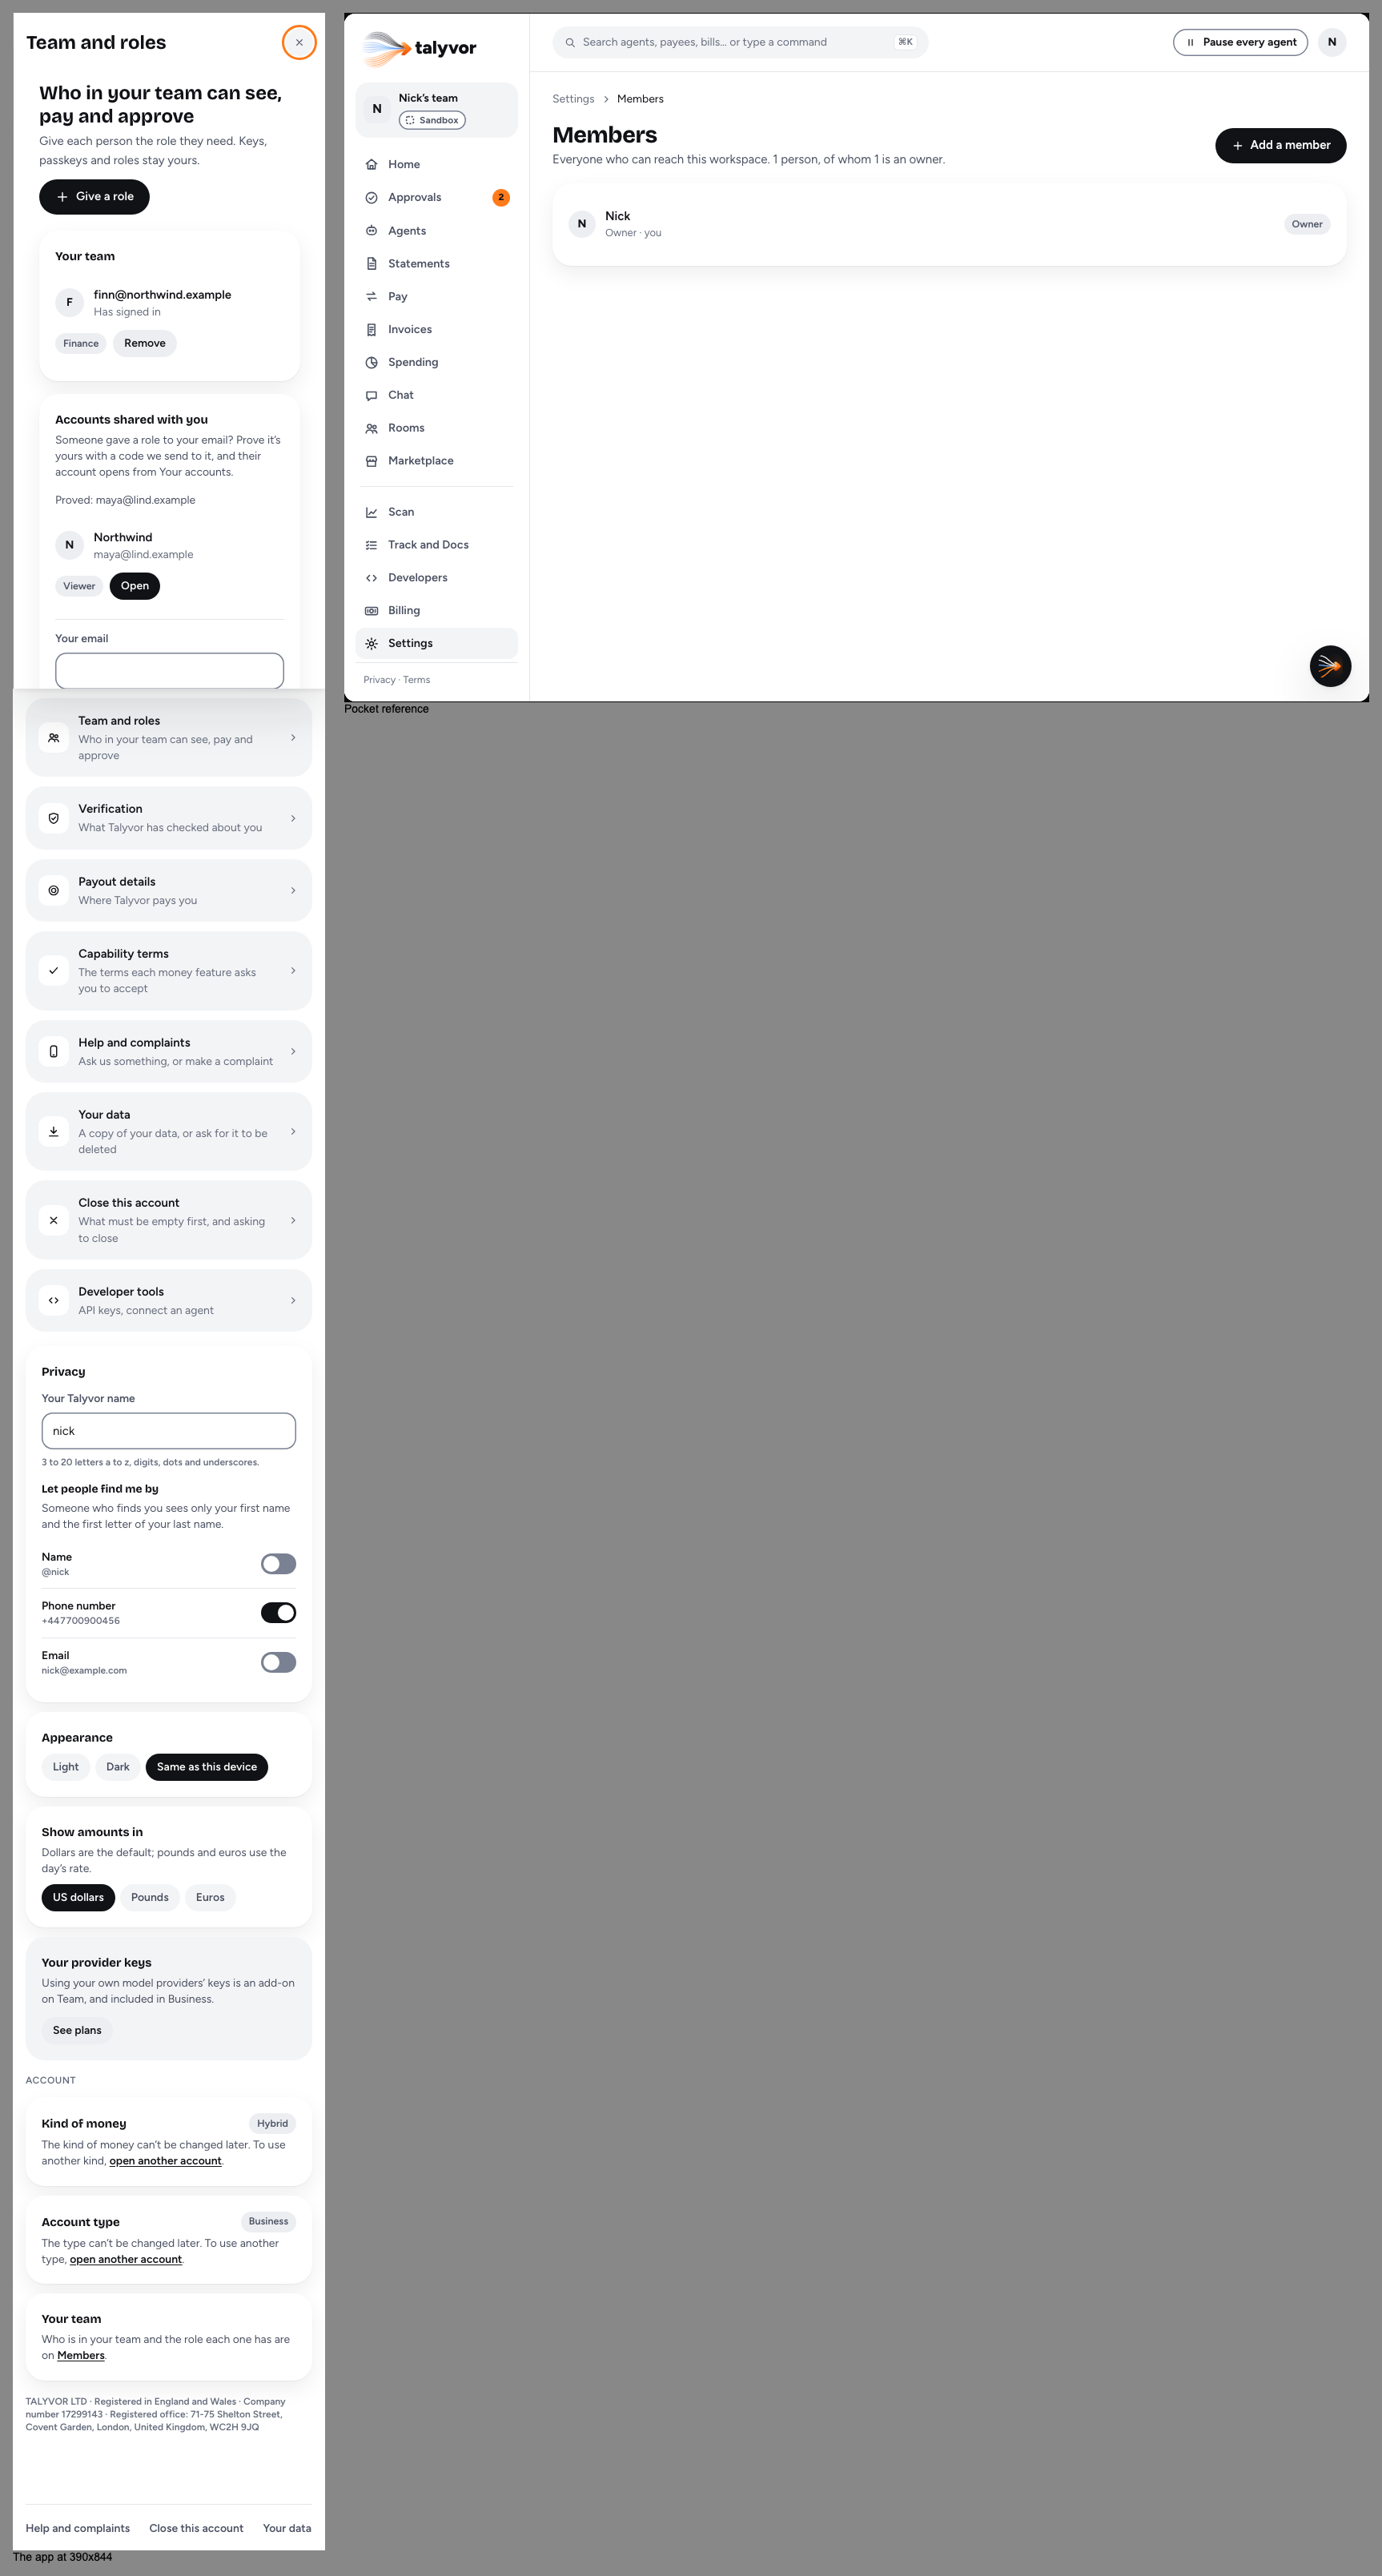 Team and roles
Who in your team can see,
pay and approve
Give each person the role they need. Keys,
passkeys and roles stay yours.
Give a role
Your team
F
finn@northwind.example
Has signed in
Finance
Remove
Accounts shared with you
Someone gave a role to your email? Prove it's
yours with a code we send to it, and their
account opens from Your accounts.
Proved: maya@lind.example
N
Northwind
maya@lind.example
Viewer
Open
Your email
Team and roles
Who in your team can see, pay and
approve
Verification
What Talyvor has checked about you
Payout details
Where Talyvor pays you
Capability terms
The terms each money feature asks
you to accept
Help and complaints
Ask us something, or make a complaint
Your data
A copy of your data, or ask for it to be
deleted
Close this account
What must be empty first, and asking
to close
Developer tools
API keys, connect an agent
Privacy
Your Talyvor name
nick
3 to 20 letters a to z, digits, dots and underscores.
Let people find me by
Someone who finds you sees only your first name
and the first letter of your last name.
Name
@nick
Phone number
+447700900456
Email
nick@example.com
Appearance
Light
Dark
Same as this device
Show amounts in
Dollars are the default; pounds and euros use the
day's rate.
US dollars
Pounds
Euros
Your provider keys
Using your own model providers' keys is an add-on
on Team, and included in Business.
See plans
ACCOUNT
Kind of money
Hybrid
The kind of money can't be changed later. To use
another kind, open another account.
Account type
Business
The type can't be changed later. To use another
type, open another account.
Your team
Who is in your team and the role each one has are
on Members.
TALYVOR LTD · Registered in England and Wales · Company
number 17299143 · Registered office: 71-75 Shelton Street,
Covent Garden, London, United Kingdom, WC2H 9JQ
Help and complaints
Close this account
Your data
The app at 390x844
talyvor
N
Nick's team
Sandbox
Home
Approvals
2
Agents
Statements
Pay
Invoices
Spending
Chat
Rooms
Marketplace
Scan
Track and Docs
Developers
Billing
Settings
Privacy · Terms
Search agents, payees, bills... or type a command
⌘K
Pause every agent
N
Settings
Members
Members
Everyone who can reach this workspace. 1 person, of whom 1 is an owner.
Add a member
N
Nick
Owner · you
Owner
Pocket reference